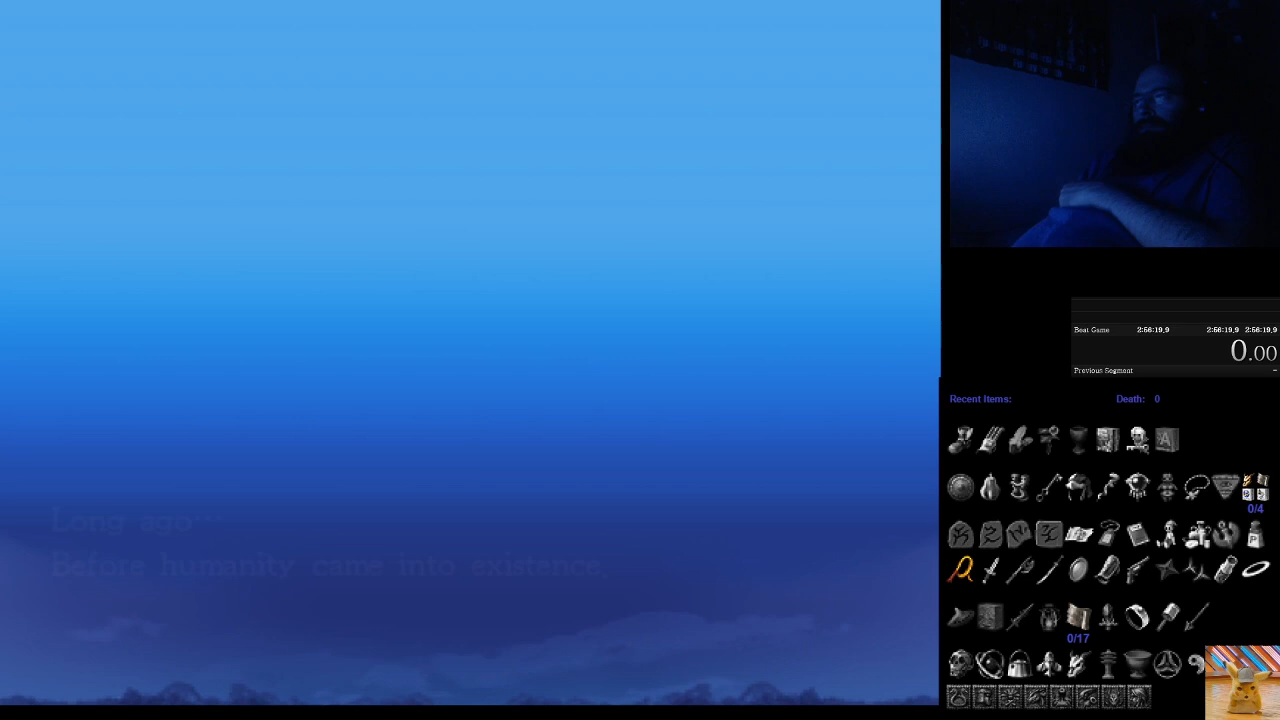 Long ago···
Before humanity came into existence,
Beat Game 2:56:19.9 2:56:19.9 2:56:19.9
0.00
Previous Segment -
Recent Items: Death: 0
A
0/4
0/17